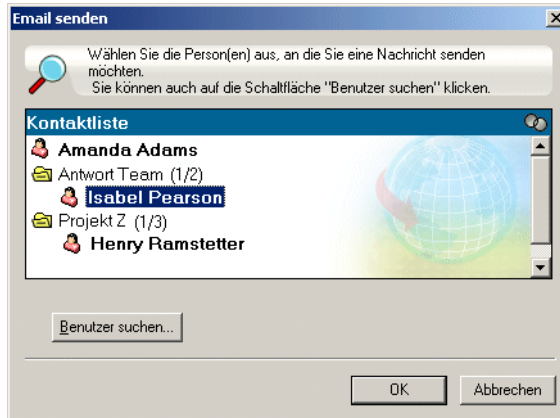 Email senden
Wählen Sie die Person(en) aus, an die Sie eine Nachricht senden
möchten.
Sie können auch auf die Schaltfläche "Benutzer suchen" klicken.
Kontaktliste
Amanda Adams
Antwort Team (1/2)
Isabel Pearson
Projekt Z (1/3)
Henry Ramstetter
Benutzer suchen...
OK
Abbrechen